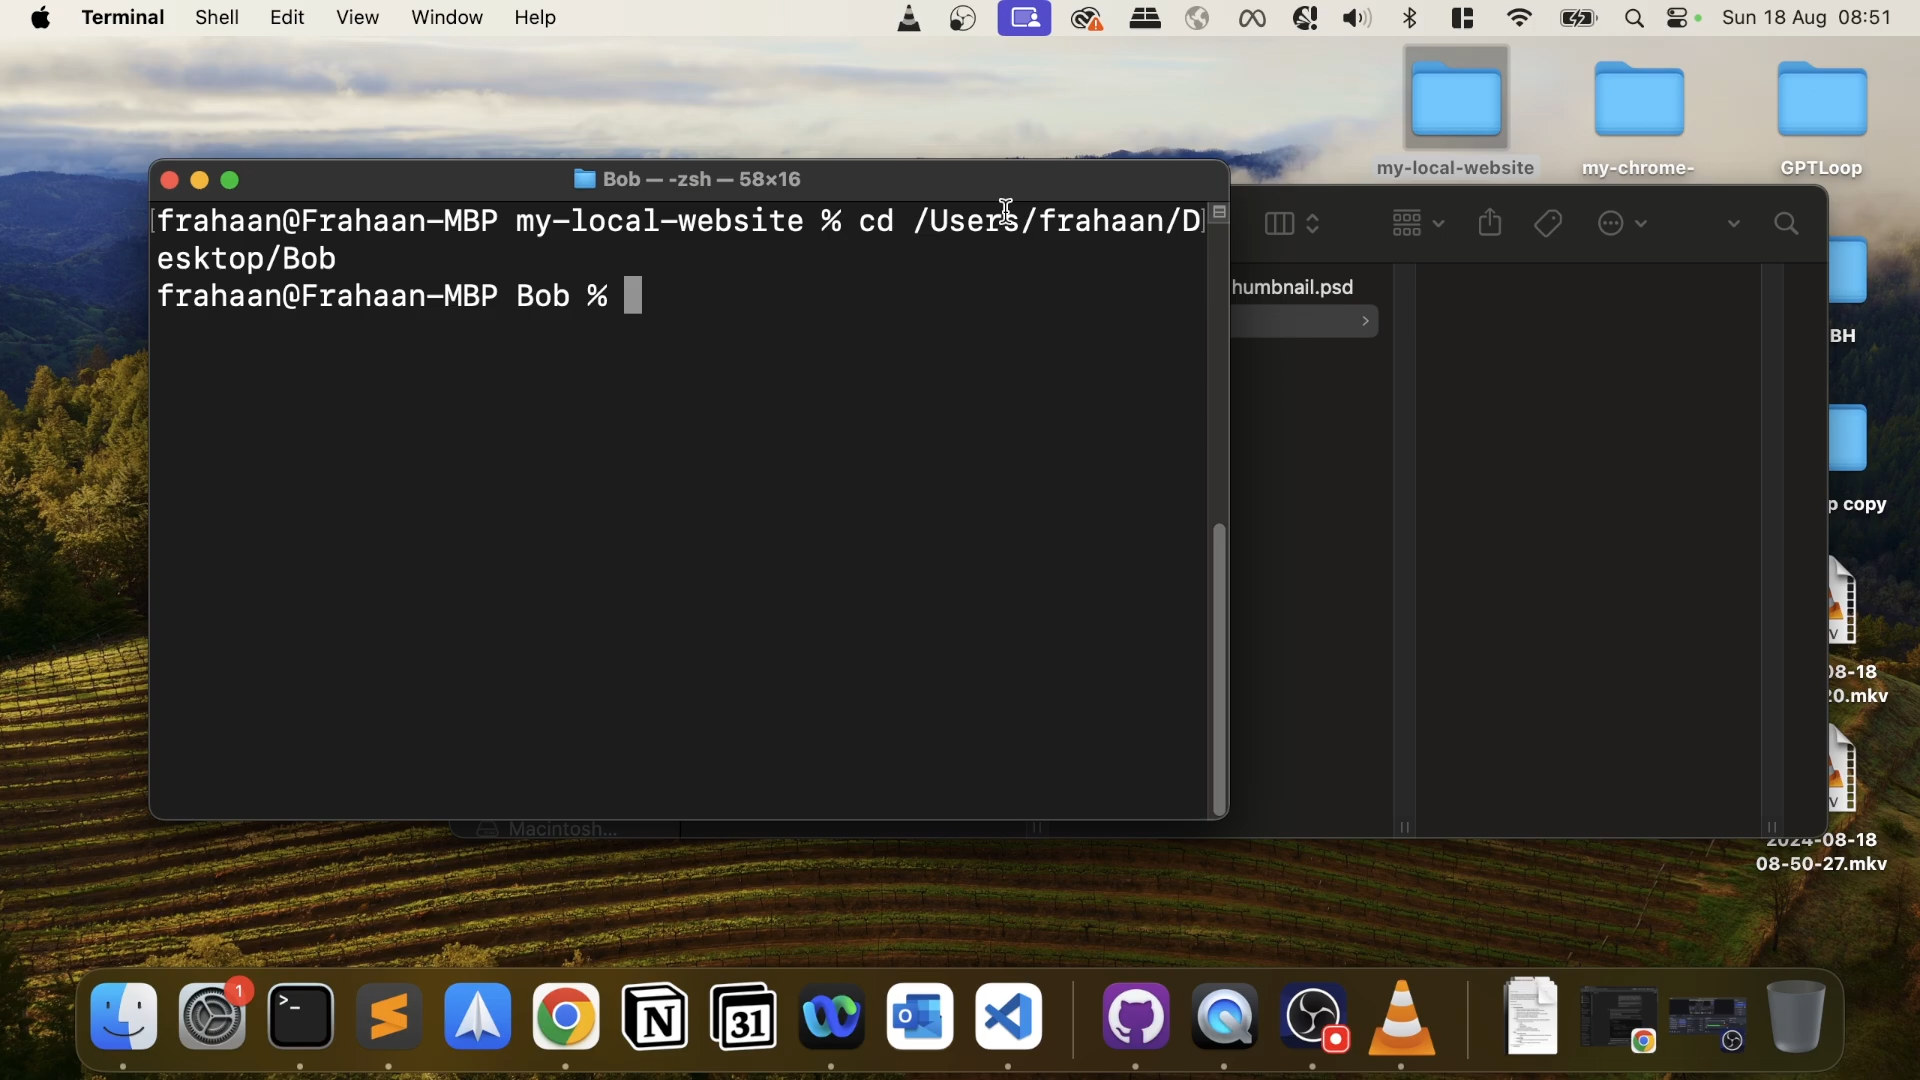 Terminal Shell Edit View Window Help Sun 18 Aug 08:51
my-local-website my-chrome- GPTLoop
Bob — -zsh — 58×16
frahaan@Frahaan-MBP my-local-website % cd /Users/frahaan/D
esktop/Bob
frahaan@Frahaan-MBP Bob %
humbnail.psd
BH
p copy
08-18
20.mkv
Macintosh...
2024-08-18
08-50-27.mkv
1
31